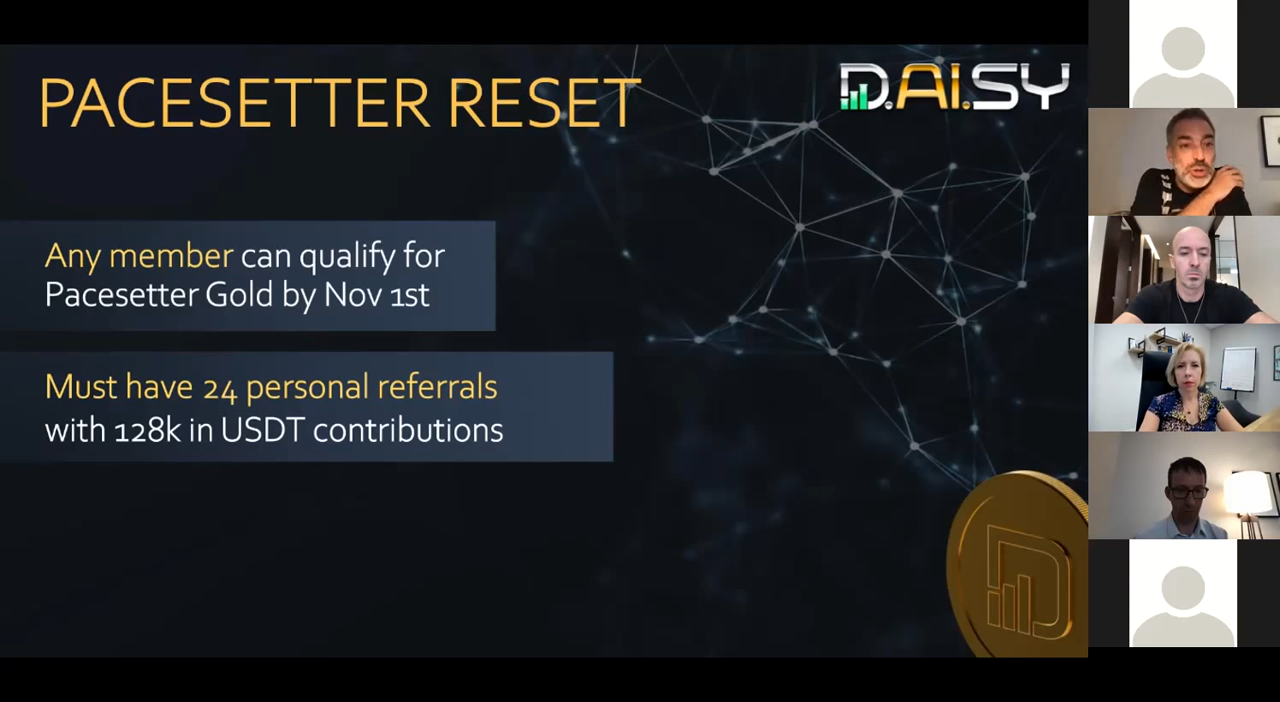 PACESETTER RESET
D.AI.SY
Any member can qualify for
Pacesetter Gold by Nov 1st
Must have 24 personal referrals
with 128k in USDT contributions